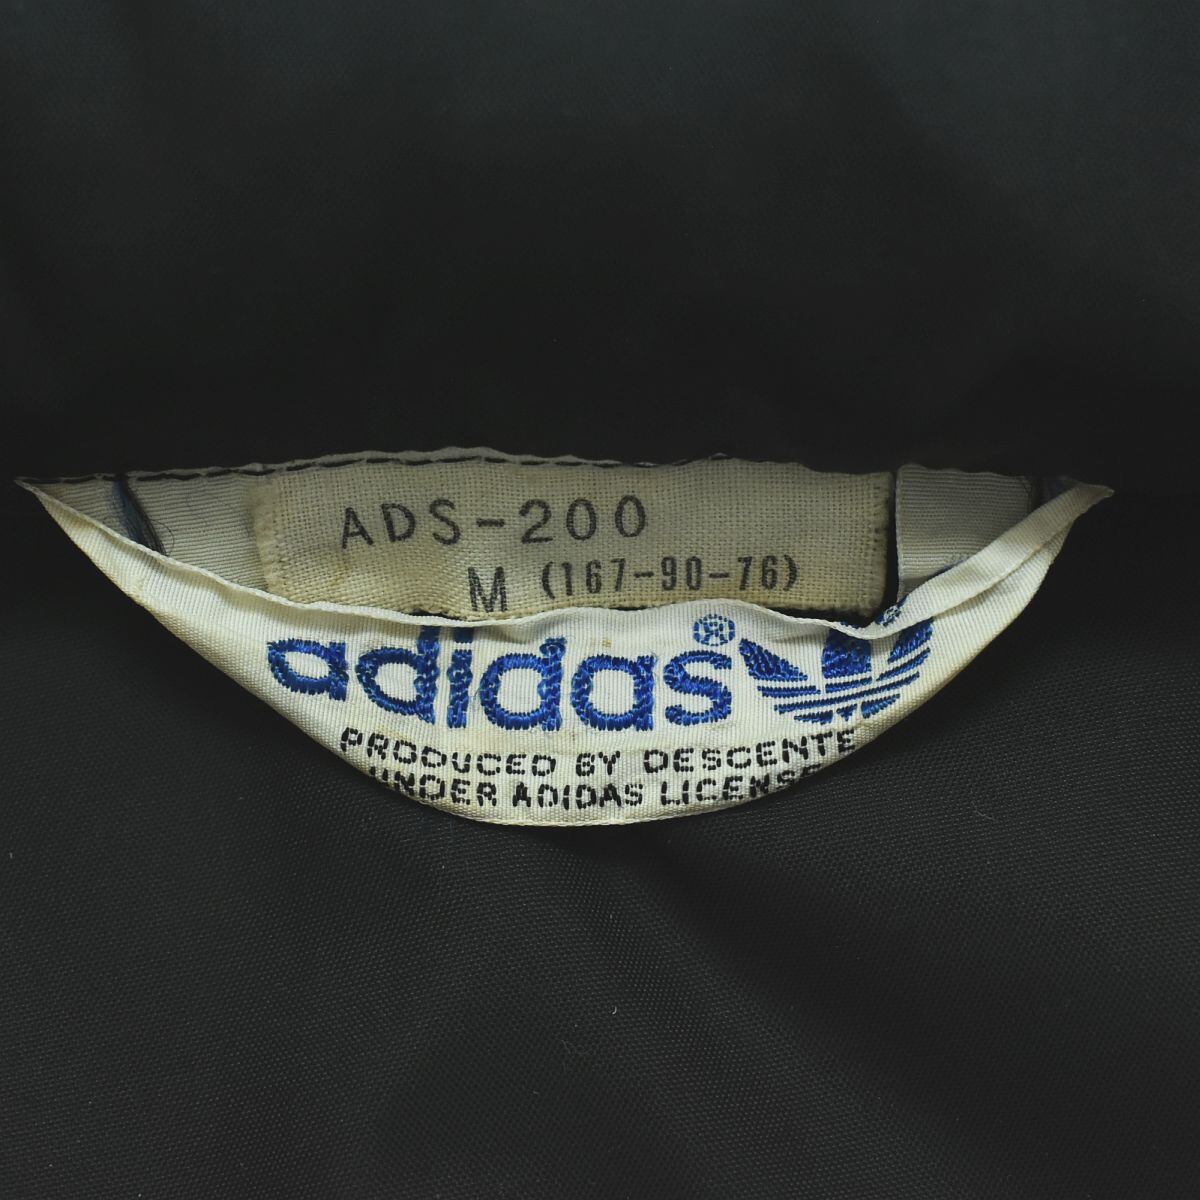 ADS-200
M (167-90-76)
adidas®
PRODUCED BY DESCENTE
UNDER ADIDAS LICENSE